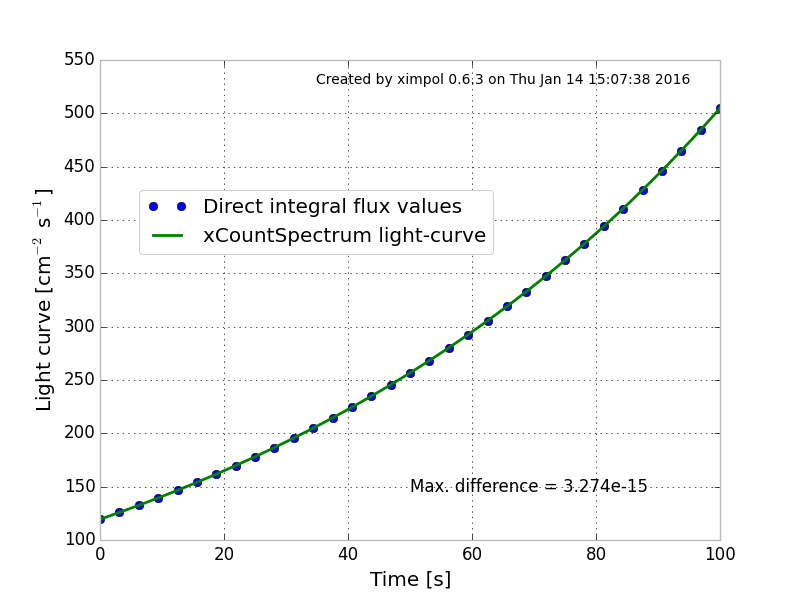 Created by ximpol 0.6.3 on Thu Jan 14 15:07:38 2016
Direct integral flux values
xCountSpectrum light-curve
Max. difference = 3.274e-15
Light curve [cm⁻² s⁻¹]
550
500
450
400
350
300
250
200
150
100
0 20 40 60 80 100
Time [s]